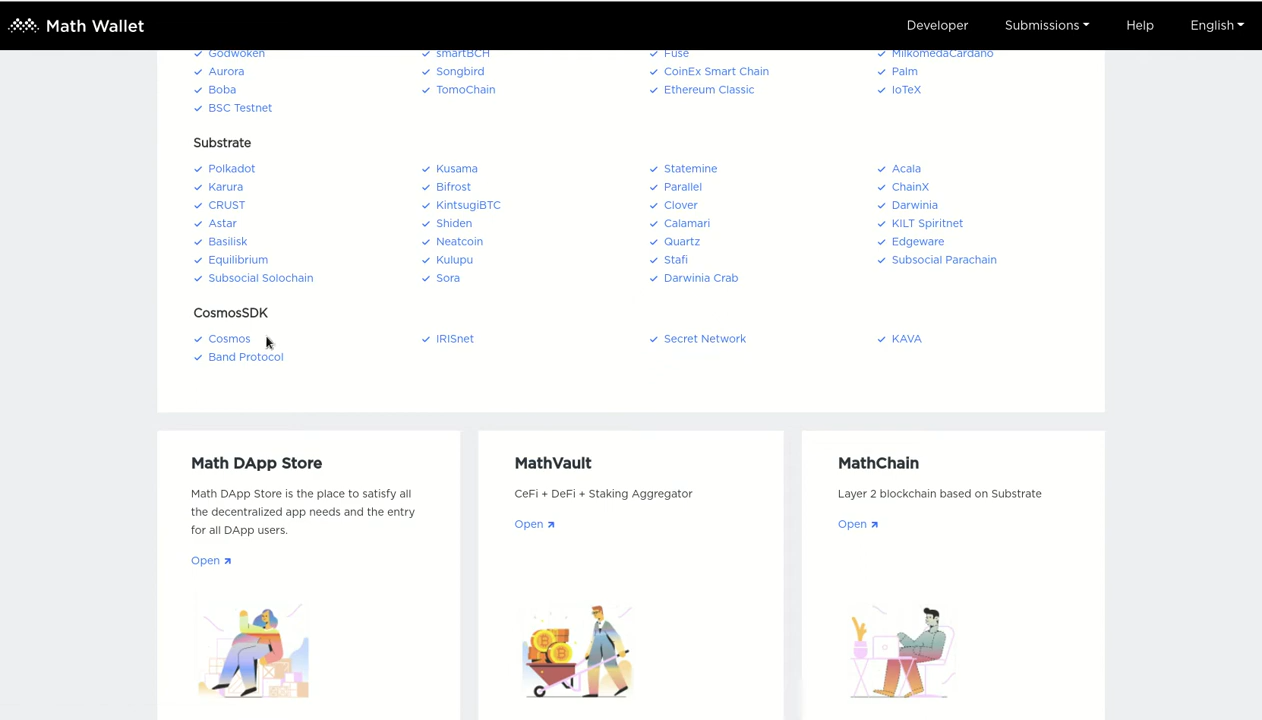 Math Wallet Developer Submissions Help English
Godwoken smartBCH Fuse MilkomedaCardano
Aurora Songbird CoinEx Smart Chain Palm
Boba TomoChain Ethereum Classic IoTeX
BSC Testnet
Substrate
Polkadot Kusama Statemine Acala
Karura Bifrost Parallel ChainX
CRUST KintsugiBTC Clover Darwinia
Astar Shiden Calamari KILT Spiritnet
Basilisk Neatcoin Quartz Edgeware
Equilibrium Kulupu Stafi Subsocial Parachain
Subsocial Solochain Sora Darwinia Crab
CosmosSDK
Cosmos IRISnet Secret Network KAVA
Band Protocol
Math DApp Store
Math DApp Store is the place to satisfy all
the decentralized app needs and the entry
for all DApp users.
Open
MathVault
CeFi + DeFi + Staking Aggregator
Open
MathChain
Layer 2 blockchain based on Substrate
Open